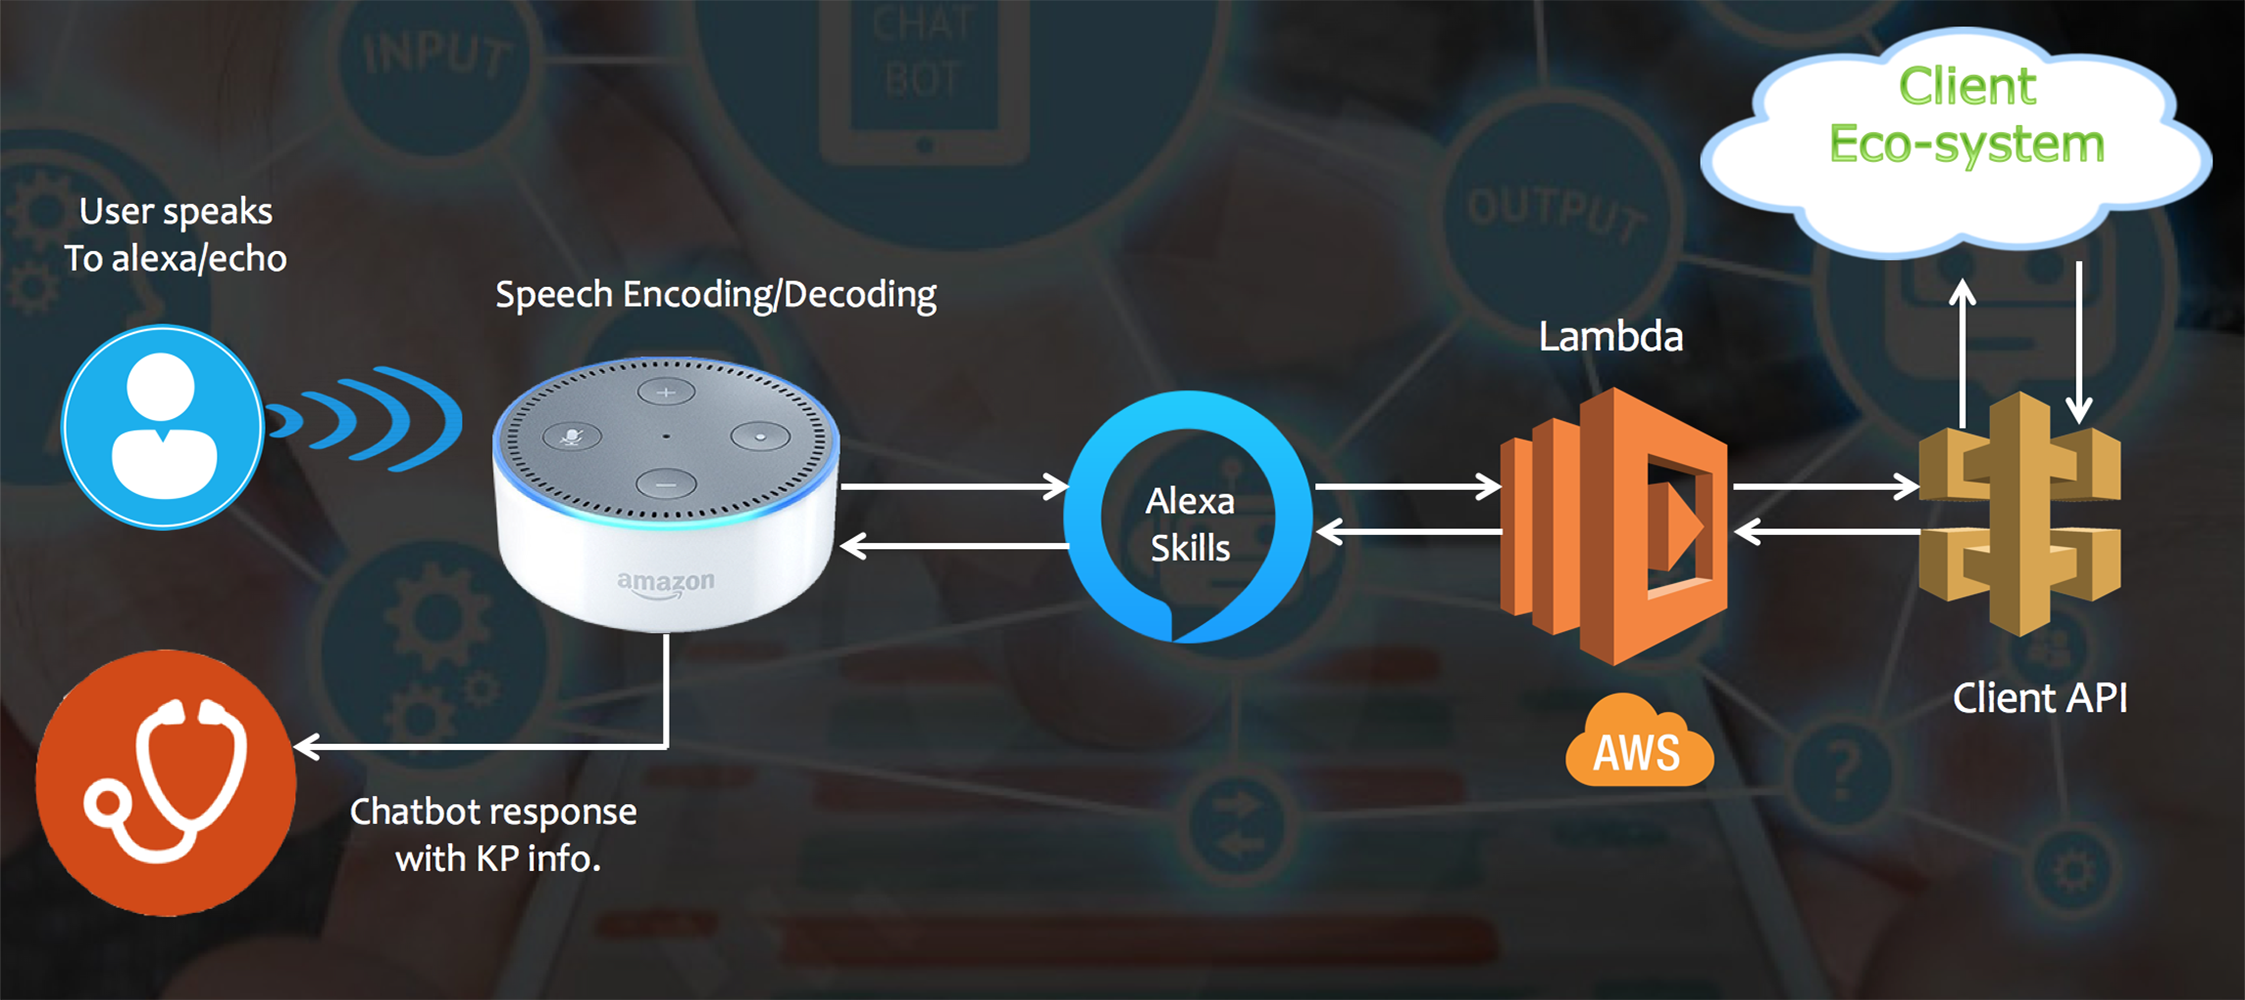 INPUT
CHAT
BOT
OUTPUT
Client
Eco-system
User speaks
To alexa/echo
Speech Encoding/Decoding
Lambda
Alexa
Skills
amazon
Client API
AWS
?
Chatbot response
with KP info.